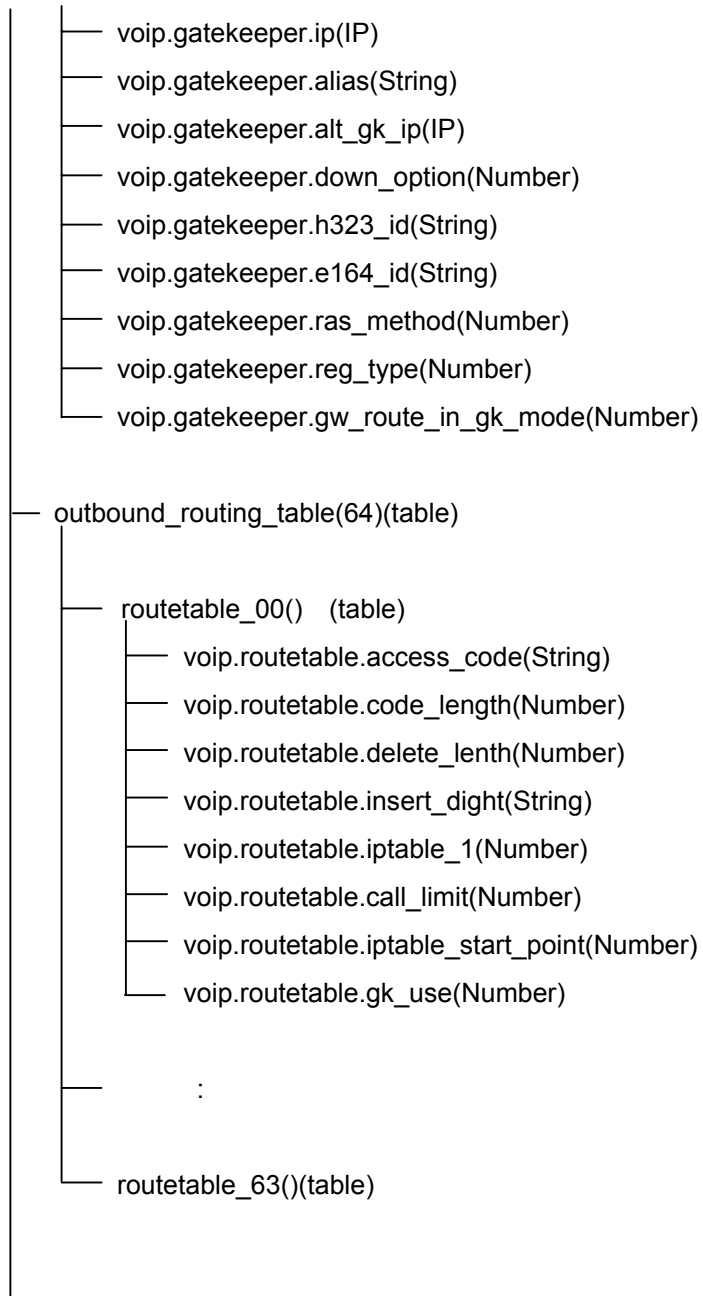 voip.gatekeeper.ip(IP)
voip.gatekeeper.alias(String)
voip.gatekeeper.alt_gk_ip(IP)
voip.gatekeeper.down_option(Number)
voip.gatekeeper.h323_id(String)
voip.gatekeeper.e164_id(String)
voip.gatekeeper.ras_method(Number)
voip.gatekeeper.reg_type(Number)
voip.gatekeeper.gw_route_in_gk_mode(Number)
outbound_routing_table(64)(table)
routetable_00() (table)
voip.routetable.access_code(String)
voip.routetable.code_length(Number)
voip.routetable.delete_lenth(Number)
voip.routetable.insert_dight(String)
voip.routetable.iptable_1(Number)
voip.routetable.call_limit(Number)
voip.routetable.iptable_start_point(Number)
voip.routetable.gk_use(Number)
:
routetable_63()(table)